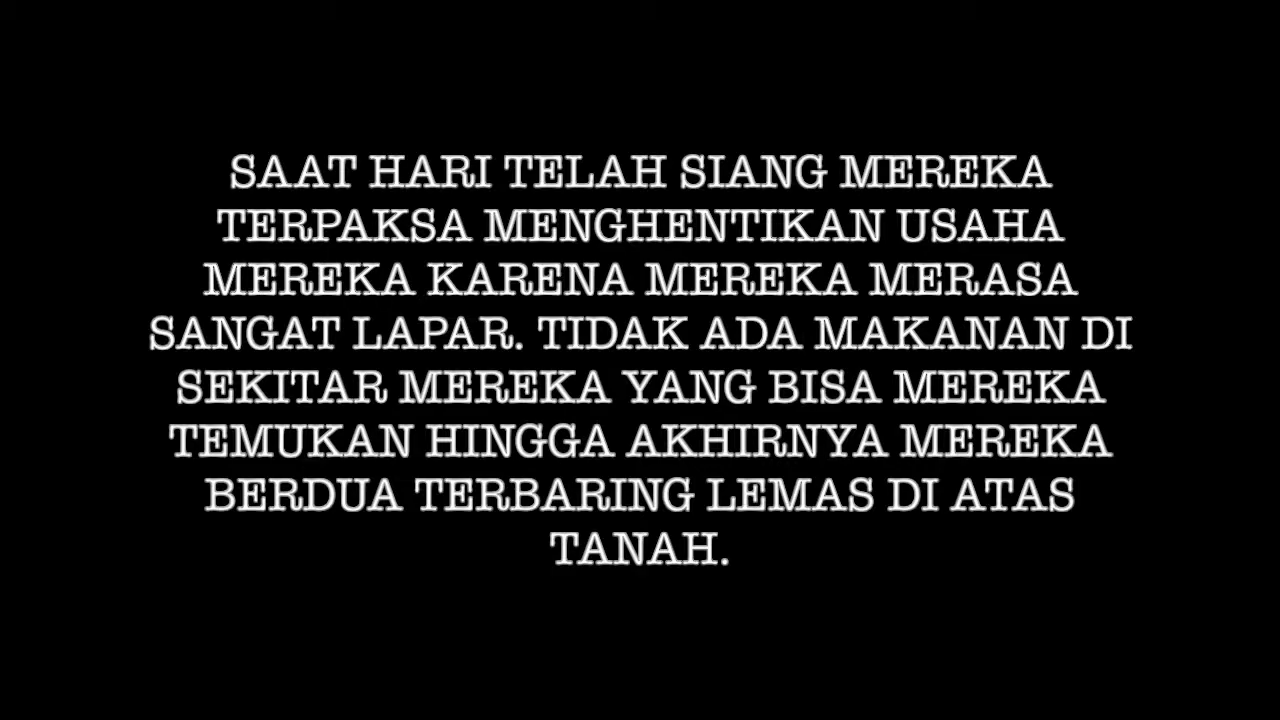 SAAT HARI TELAH SIANG MEREKA
TERPAKSA MENGHENTIKAN USAHA
MEREKA KARENA MEREKA MERASA
SANGAT LAPAR. TIDAK ADA MAKANAN DI
SEKITAR MEREKA YANG BISA MEREKA
TEMUKAN HINGGA AKHIRNYA MEREKA
BERDUA TERBARING LEMAS DI ATAS
TANAH.